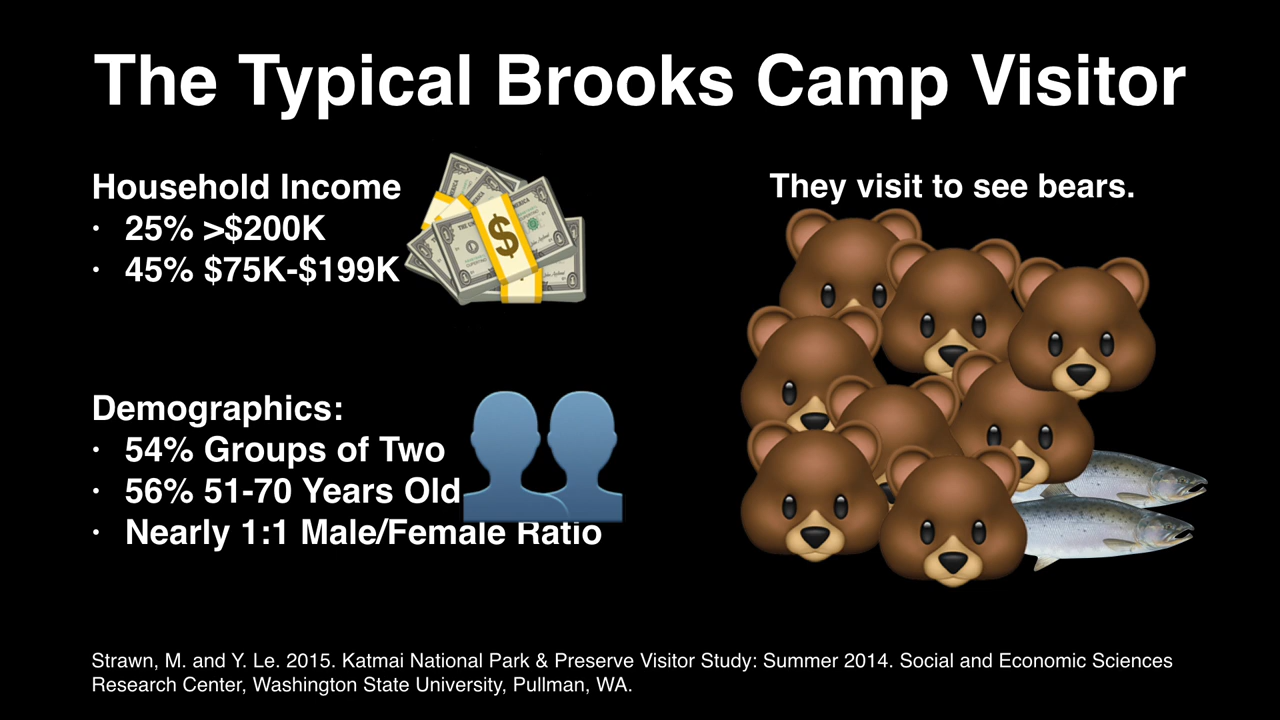 The Typical Brooks Camp Visitor
Household Income
· 25% >$200K
· 45% $75K-$199K
They visit to see bears.
Demographics:
· 54% Groups of Two
· 56% 51-70 Years Old
· Nearly 1:1 Male/Female Ratio
Strawn, M. and Y. Le. 2015. Katmai National Park & Preserve Visitor Study: Summer 2014. Social and Economic Sciences
Research Center, Washington State University, Pullman, WA.